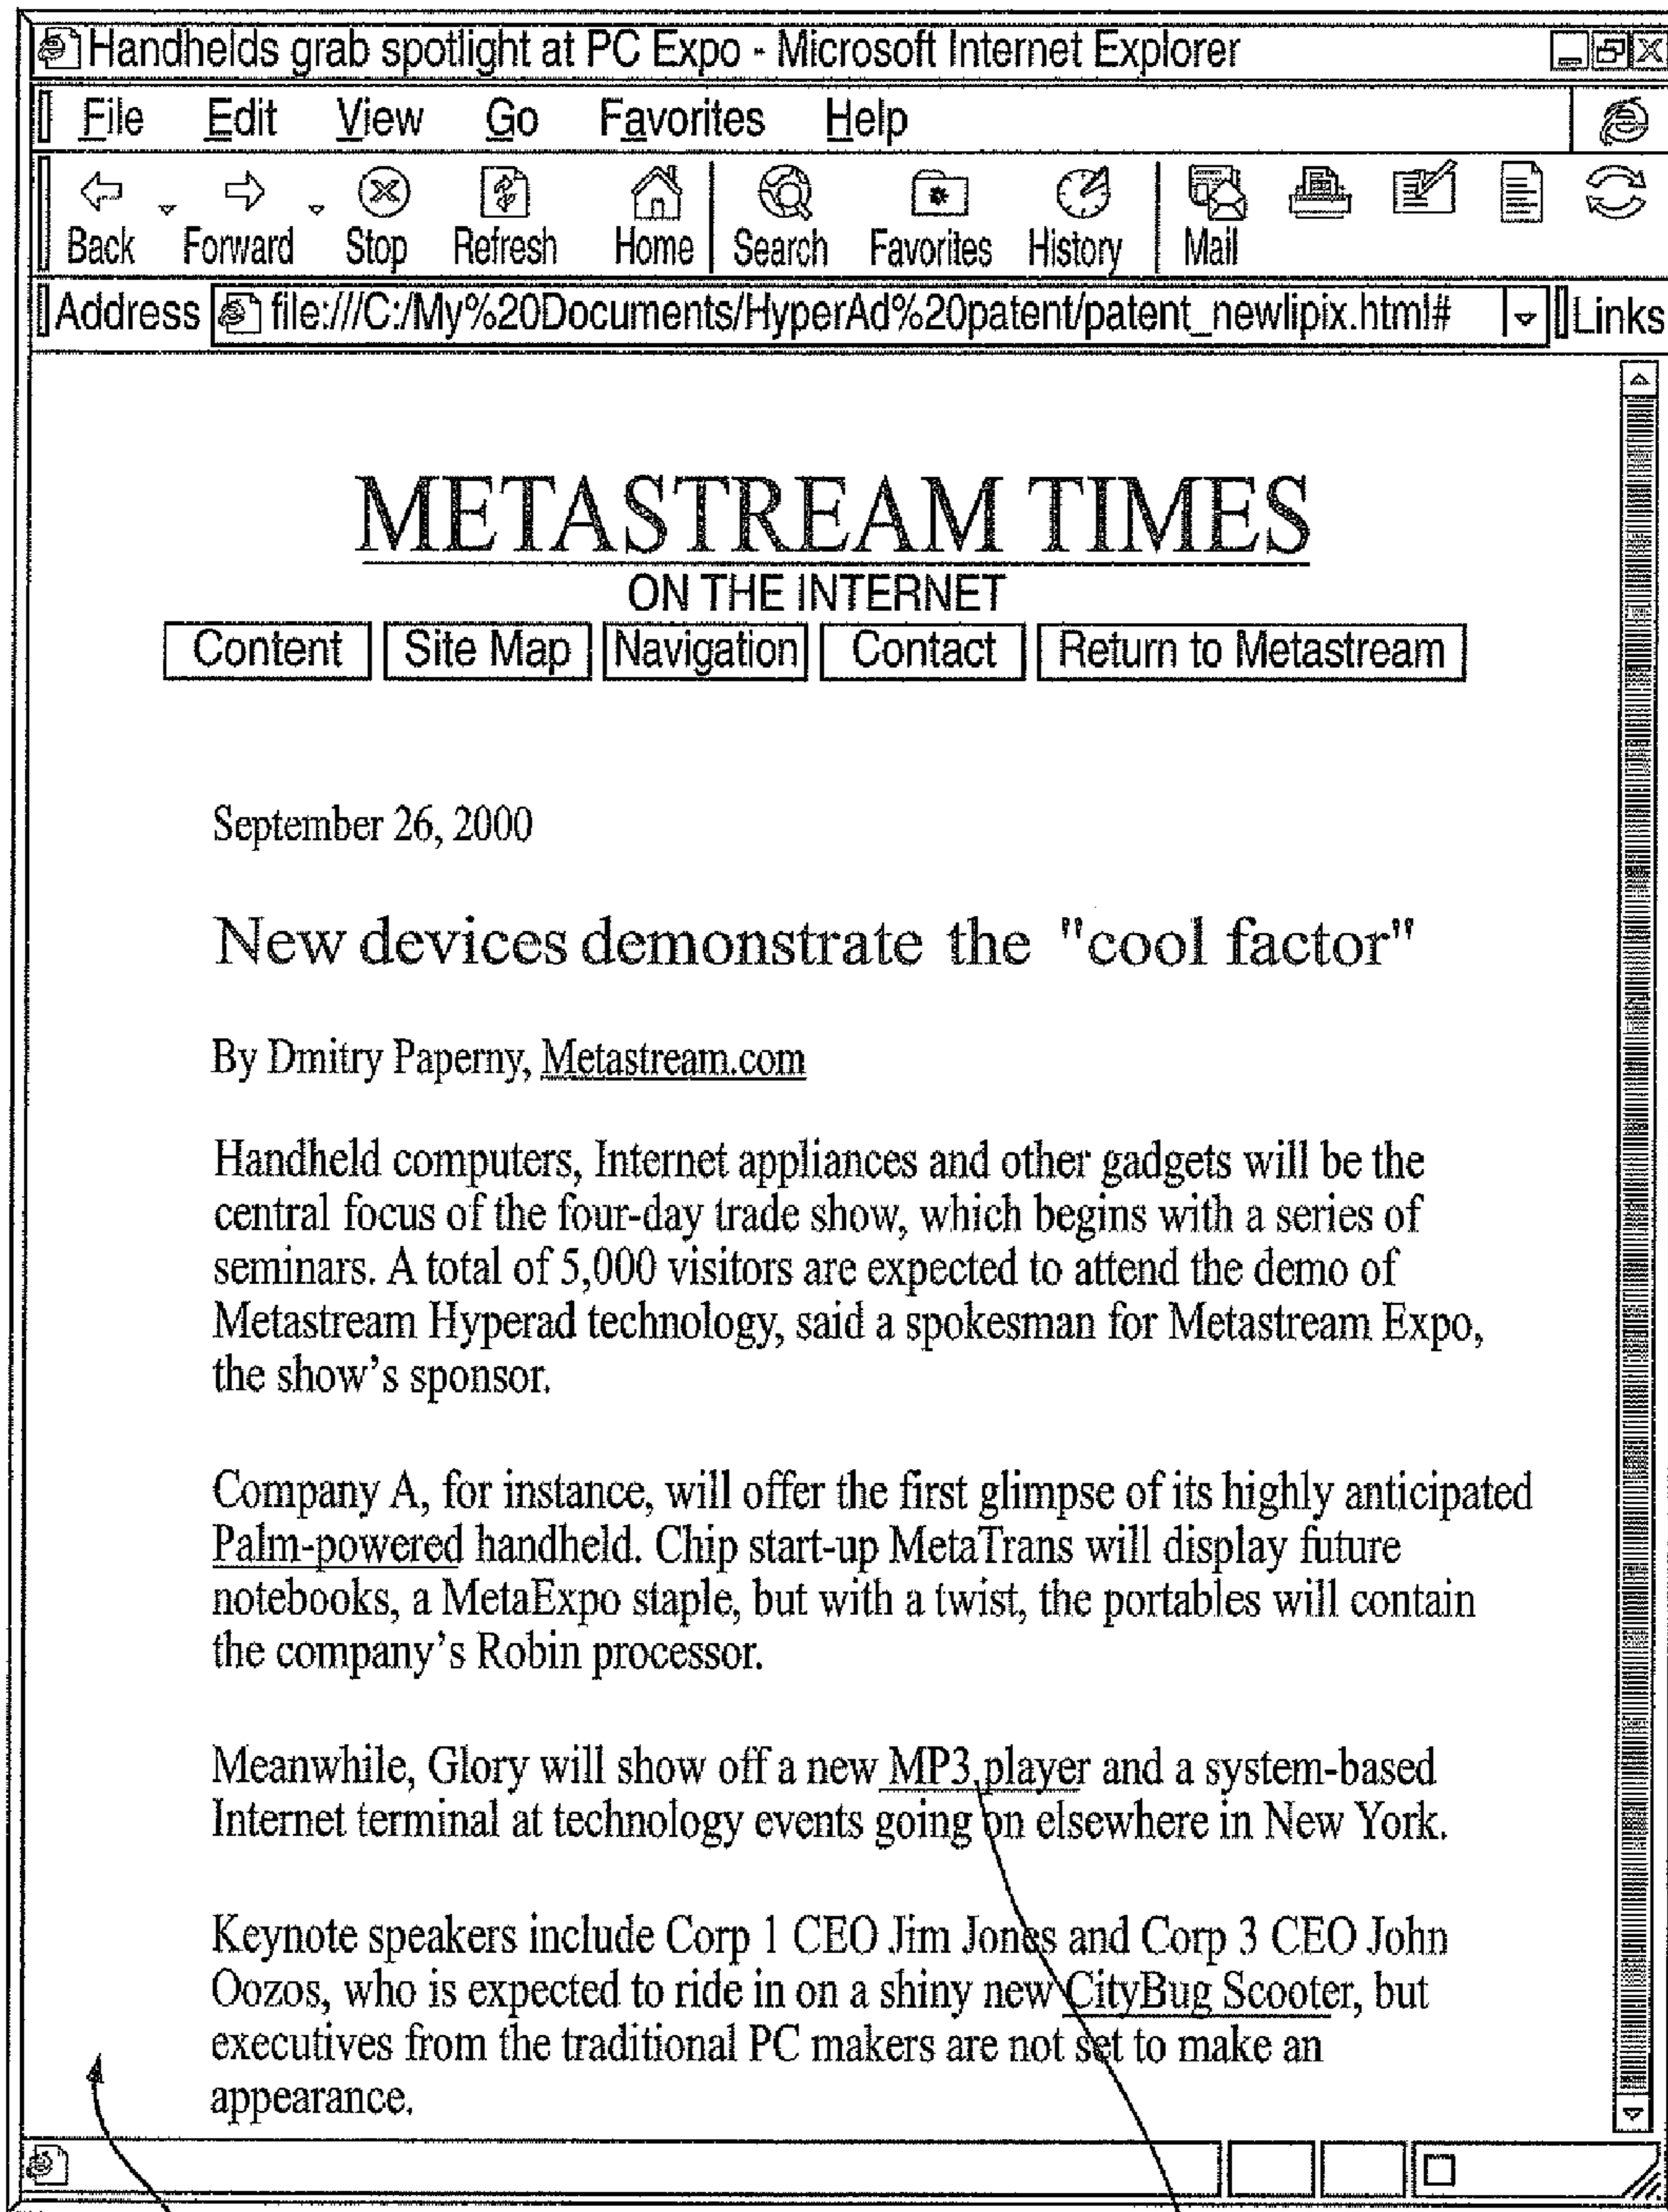 Handhelds grab spotlight at PC Expo - Microsoft Internet Explorer
File Edit View Go Favorites Help
Back Forward Stop Refresh Home Search Favorites History Mail
Address file:///C:/My%20Documents/HyperAd%20patent/patent_newlipix.html# Links
METASTREAM TIMES
ON THE INTERNET
Content Site Map Navigation Contact Return to Metastream
September 26, 2000
New devices demonstrate the "cool factor"
By Dmitry Paperny, Metastream.com
Handheld computers, Internet appliances and other gadgets will be the
central focus of the four-day trade show, which begins with a series of
seminars. A total of 5,000 visitors are expected to attend the demo of
Metastream Hyperad technology, said a spokesman for Metastream Expo,
the show's sponsor.
Company A, for instance, will offer the first glimpse of its highly anticipated
Palm-powered handheld. Chip start-up MetaTrans will display future
notebooks, a MetaExpo staple, but with a twist, the portables will contain
the company's Robin processor.
Meanwhile, Glory will show off a new MP3 player and a system-based
Internet terminal at technology events going on elsewhere in New York.
Keynote speakers include Corp 1 CEO Jim Jones and Corp 3 CEO John
Oozos, who is expected to ride in on a shiny new CityBug Scooter, but
executives from the traditional PC makers are not set to make an
appearance.